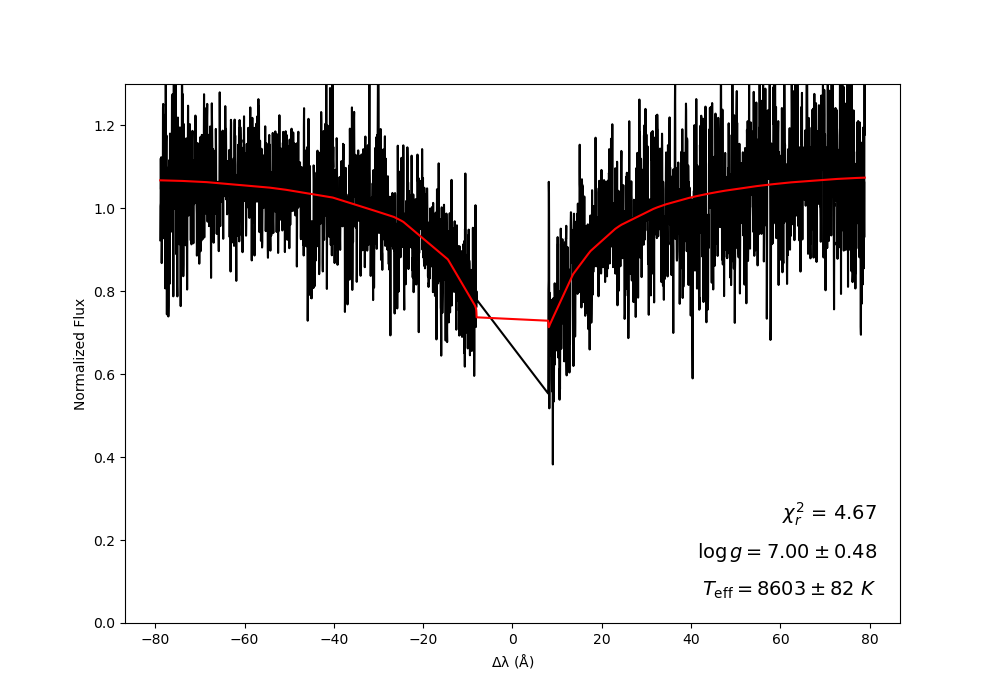 1.2
1.0
0.8
0.6
0.4
0.2
0.0
Normalized Flux
χ²ᵣ = 4.67
log g = 7.00 ± 0.48
T_eff = 8603 ± 82 K
−80 −60 −40 −20 0 20 40 60 80
Δλ (Å)